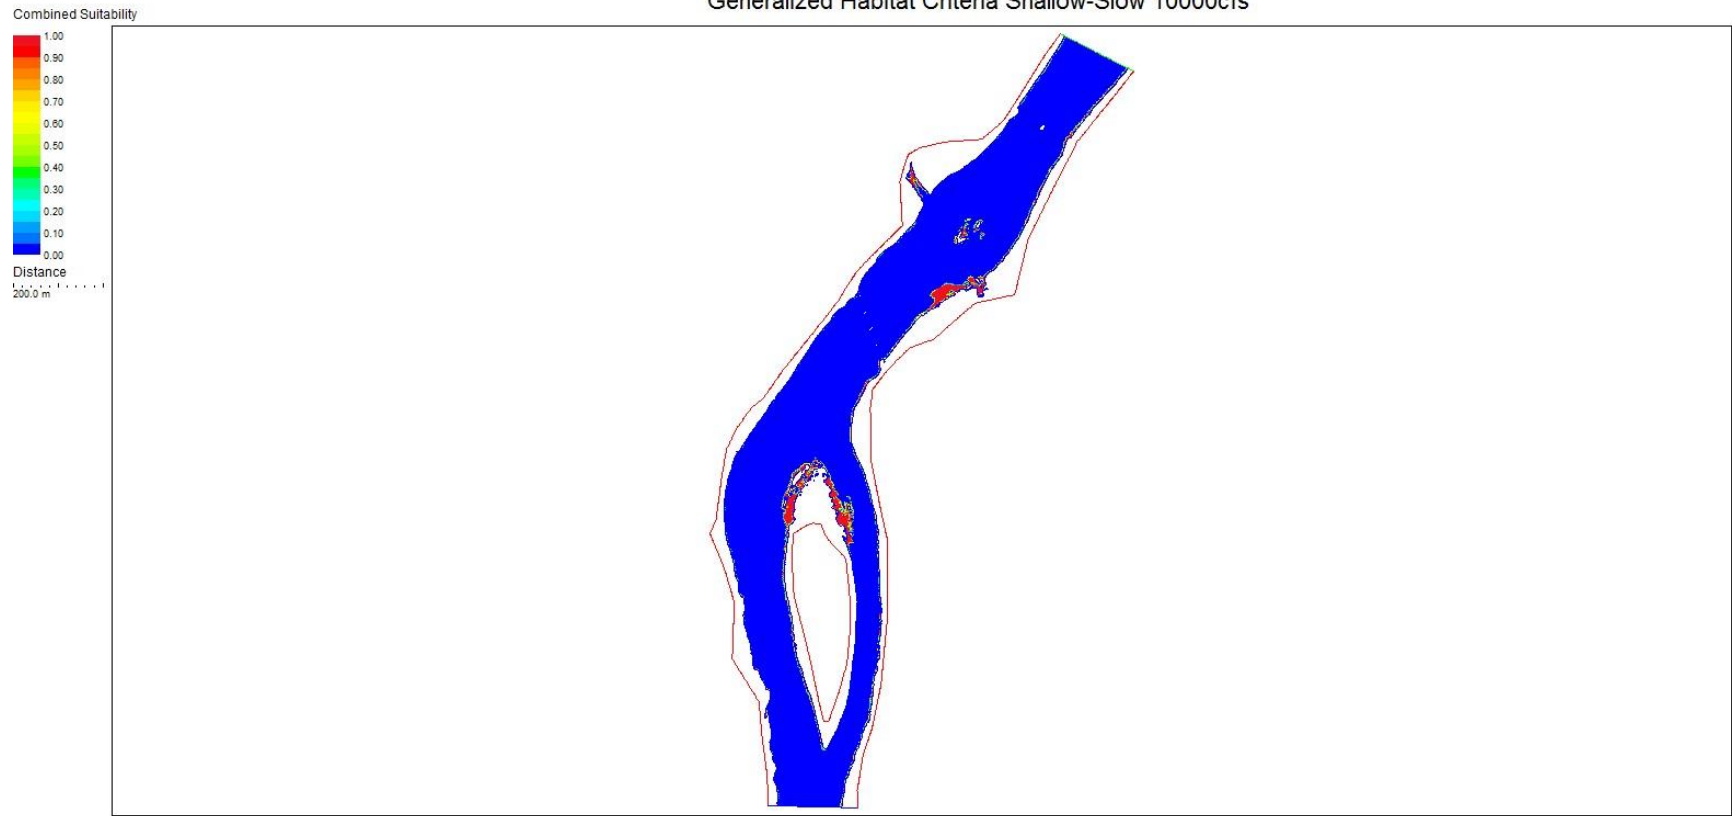 Generalized Habitat Criteria Shallow-Slow 10000cfs
Combined Suitability
1.00
0.90
0.80
0.70
0.60
0.50
0.40
0.30
0.20
0.10
0.00
Distance
200.0 m